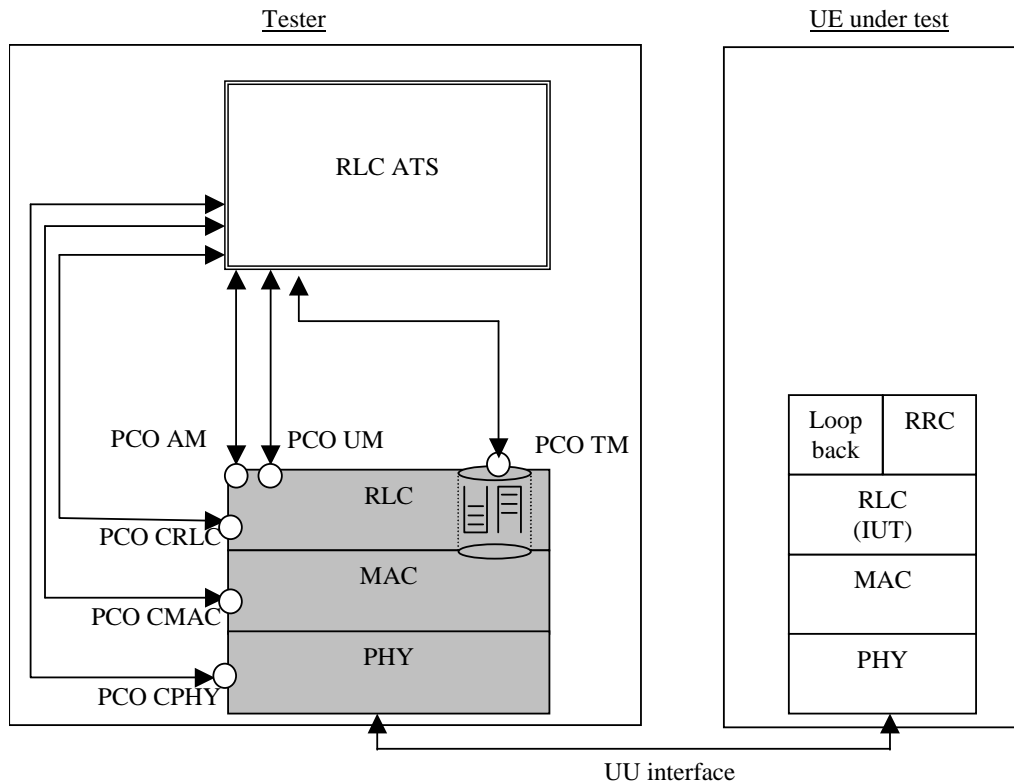 Tester
UE under test
RLC ATS
PCO AM
PCO UM
PCO TM
Loop
back
RRC
RLC
RLC
(IUT)
PCO CRLC
MAC
MAC
PCO CMAC
PHY
PHY
PCO CPHY
UU interface